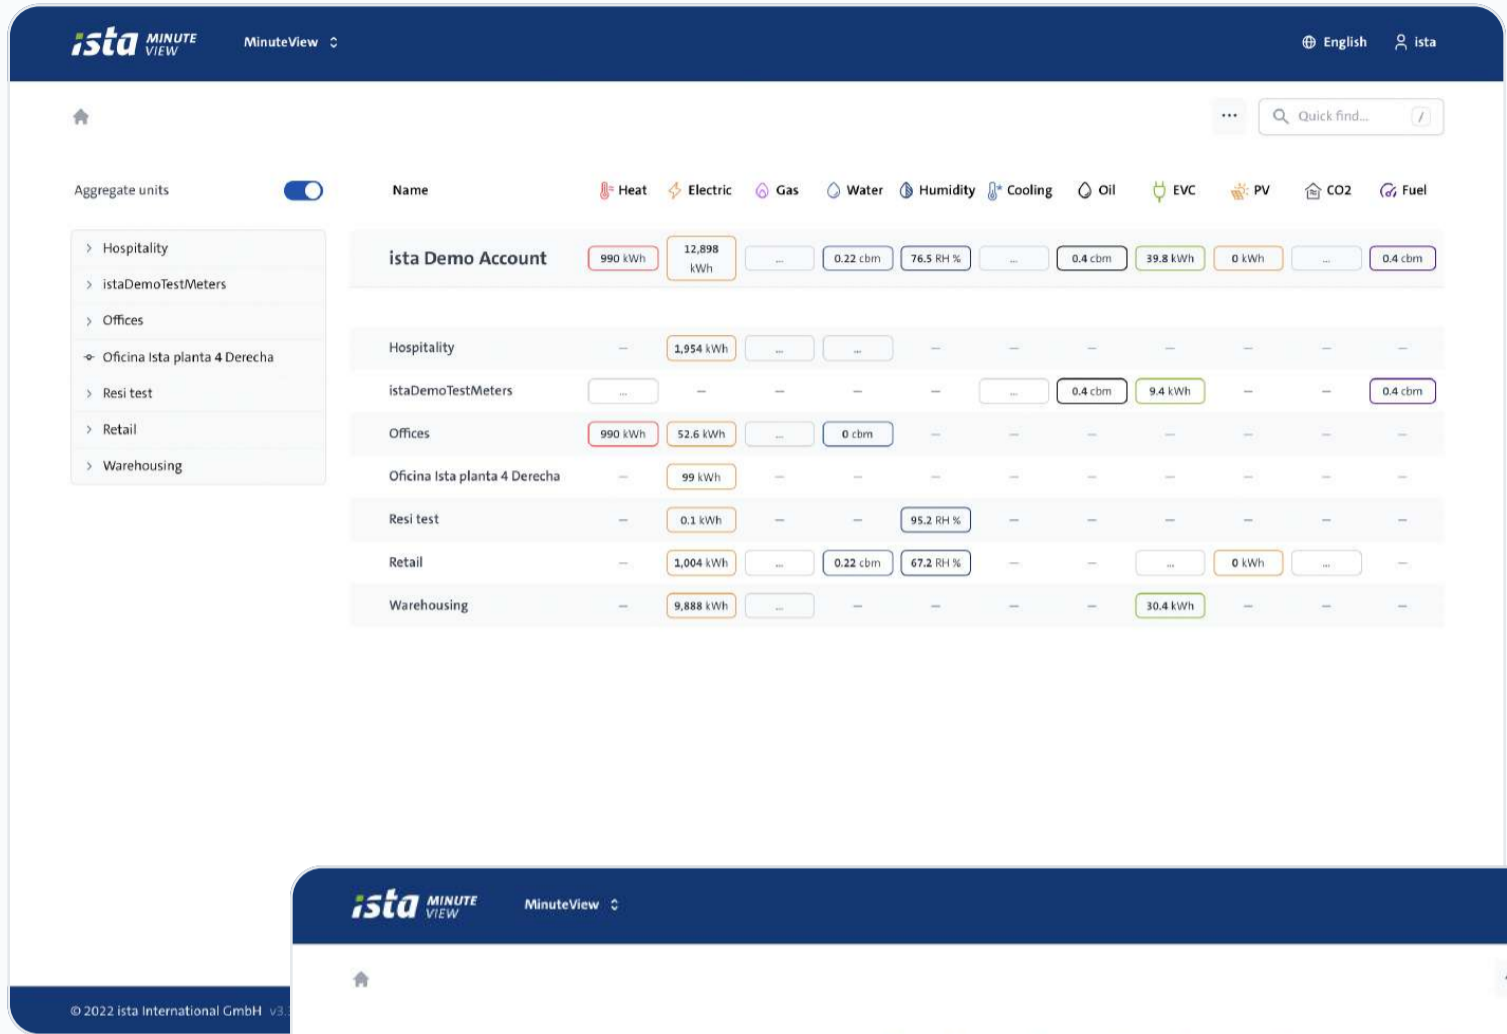 ista MINUTE VIEW MinuteView English ista
Quick find... /
Aggregate units
Hospitality
istaDemoTestMeters
Offices
Oficina Ista planta 4 Derecha
Resi test
Retail
Warehousing
Name Heat Electric Gas Water Humidity Cooling Oil EVC PV CO2 Fuel
ista Demo Account 990 kWh 12,898 kWh ... 0.22 cbm 76.5 RH % ... 0.4 cbm 39.8 kWh 0 kWh ... 0.4 cbm
Hospitality – 1,954 kWh ... ... – – – – – – –
istaDemoTestMeters ... – – – – ... 0.4 cbm 9.4 kWh – – 0.4 cbm
Offices 990 kWh 52.6 kWh ... 0 cbm – – – – – – –
Oficina Ista planta 4 Derecha – 99 kWh – – – – – – – – –
Resi test – 0.1 kWh – – 95.2 RH % – – – – – –
Retail – 1,004 kWh ... 0.22 cbm 67.2 RH % – – ... 0 kWh ... –
Warehousing – 9,888 kWh ... – – – – 30.4 kWh – – –
ista MINUTE VIEW MinuteView
© 2022 ista International GmbH